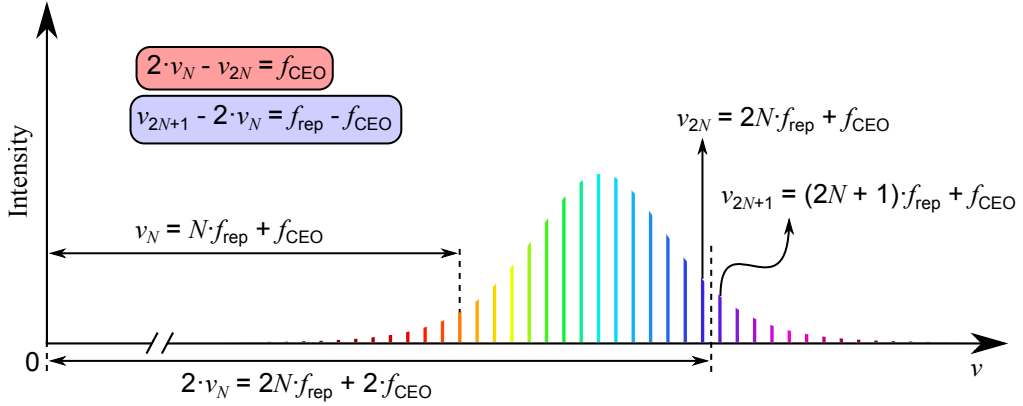 2·ν_N - ν_2N = f_CEO
ν_2N+1 - 2·ν_N = f_rep - f_CEO
ν_2N = 2N·f_rep + f_CEO
Intensity
ν_2N+1 = (2N + 1)·f_rep + f_CEO
ν_N = N·f_rep + f_CEO
0
ν
2·ν_N = 2N·f_rep + 2·f_CEO